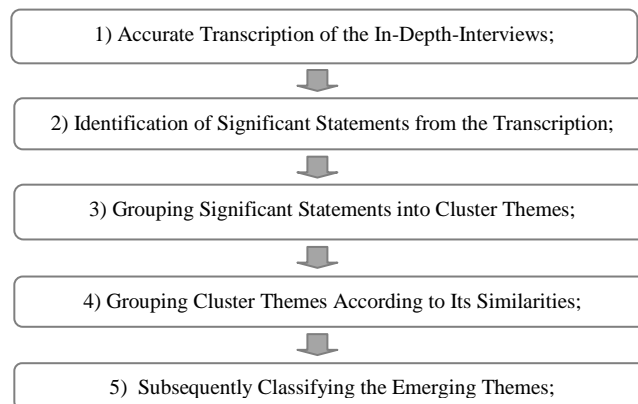 1) Accurate Transcription of the In-Depth-Interviews;
2) Identification of Significant Statements from the Transcription;
3) Grouping Significant Statements into Cluster Themes;
4) Grouping Cluster Themes According to Its Similarities;
5) Subsequently Classifying the Emerging Themes;